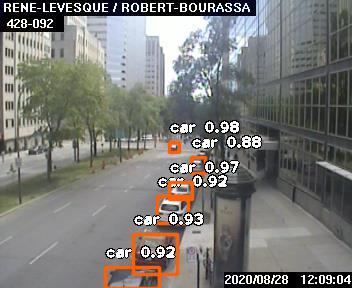 RENE-LEVESQUE / ROBERT-BOURASSA
428-092
car 0.98
car 0.88
car 0.97
car 0.92
car 0.93
car 0.92
2020/08/28 12:09:04